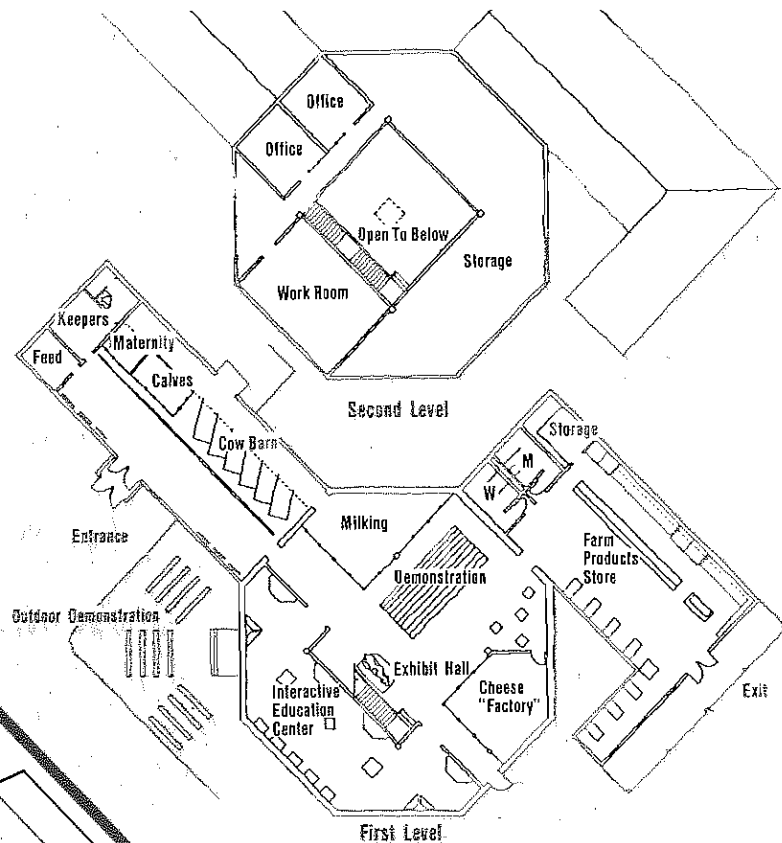 Office
Office
Open To Below
Storage
Work Room
Second Level
Keepers
Maternity
Feed
Calves
Cow Barn
Storage
M
W
Milking
Entrance
Demonstration
Farm
Products
Store
Outdoor Demonstration
Exhibit Hall
Interactive
Education
Center
Cheese
"Factory"
Exit
First Level